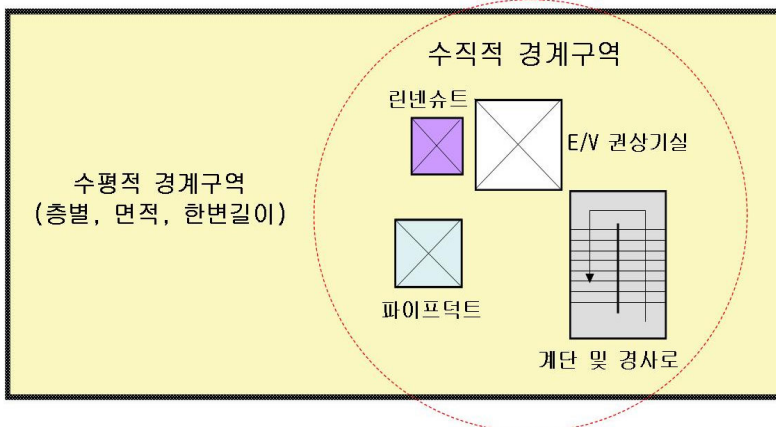 수직적 경계구역
린넨슈트
E/V 권상기실
수평적 경계구역
(층별, 면적, 한변길이)
파이프덕트
계단 및 경사로